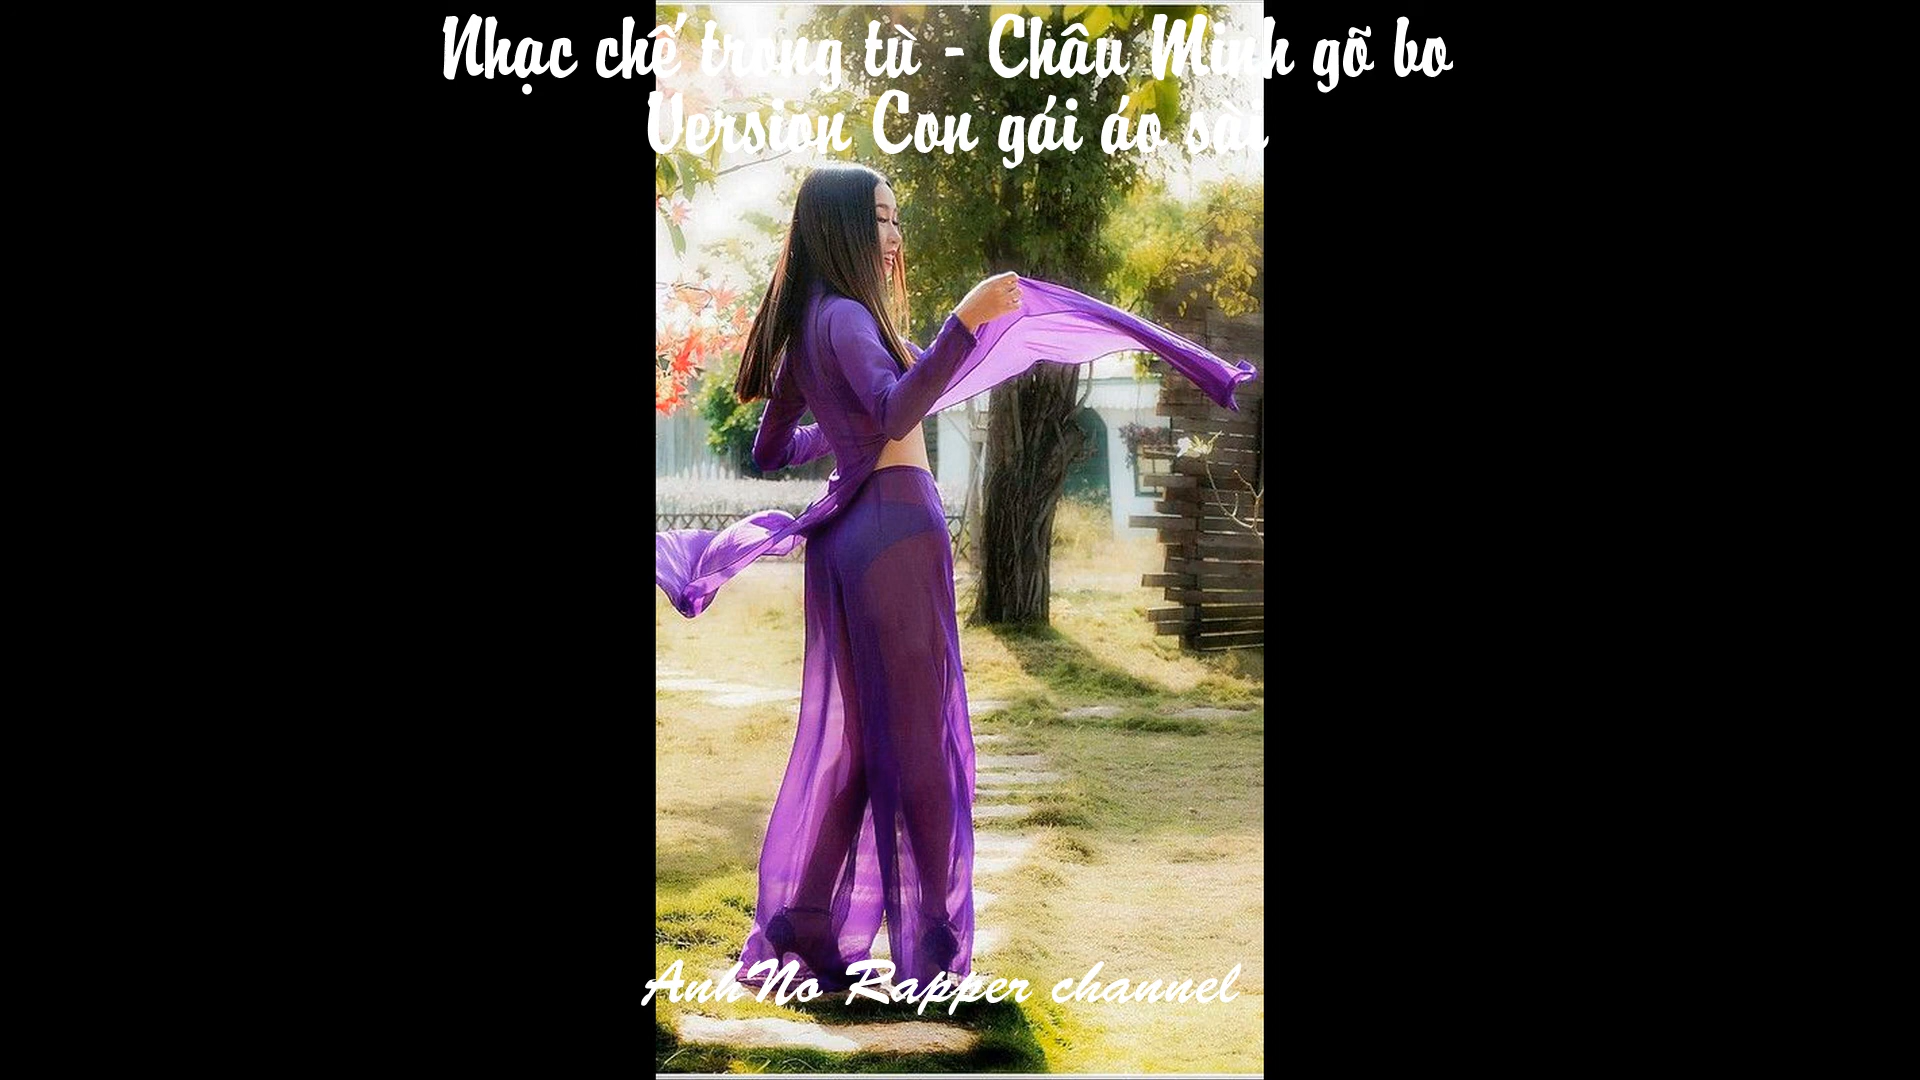 Nhạc chế trong tù - Châu Minh gõ bo
Version Con gái áo sài
AnhNo Rapper channel